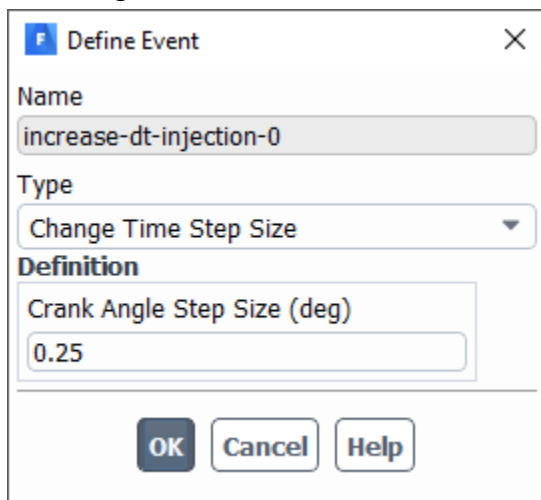 F Define Event
Name
increase-dt-injection-0
Type
Change Time Step Size
Definition
Crank Angle Step Size (deg)
0.25
OK Cancel Help